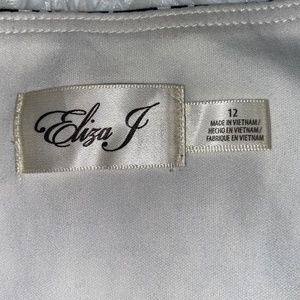 Eliza J
12
MADE IN VIETNAM/
HECHO EN VIETNAM/
FABRIQUÉ EN VIETNAM